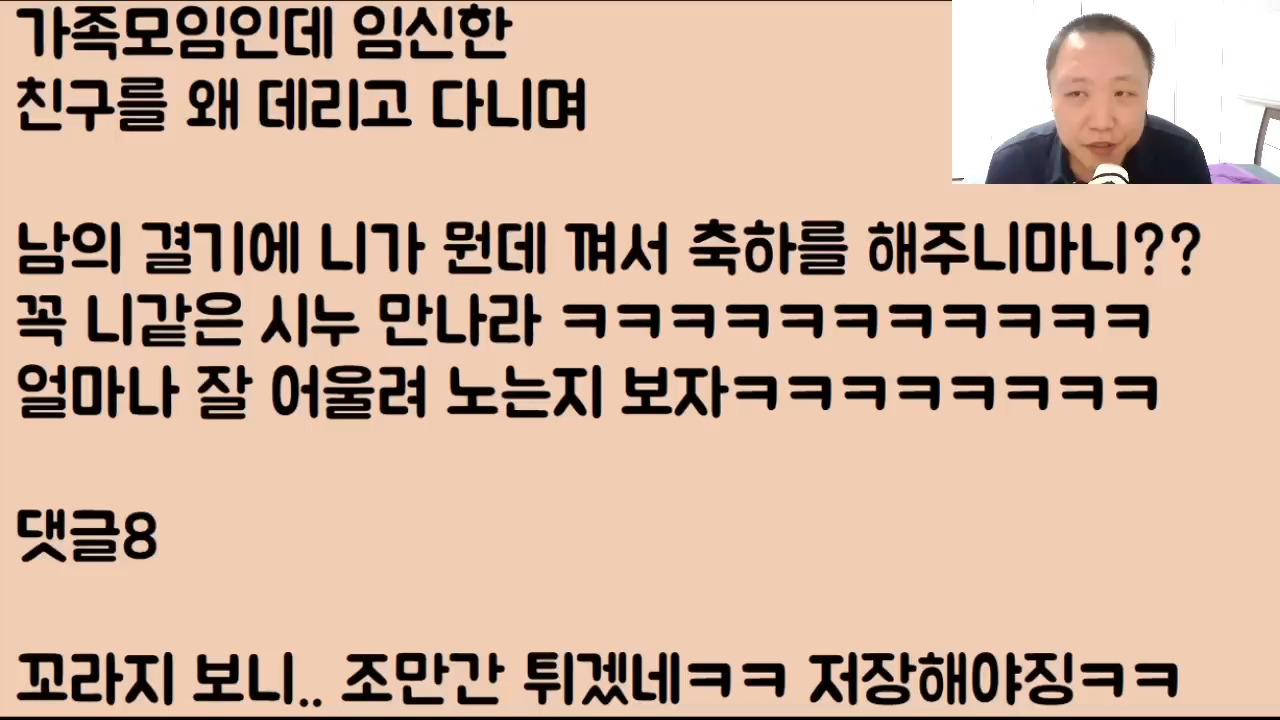 가족모임인데 임신한
친구를 왜 데리고 다니며
남의 결기에 니가 뭔데 껴서 축하를 해주니마니??
꼭 니같은 시누 만나라 ㅋㅋㅋㅋㅋㅋㅋㅋㅋㅋㅋ
얼마나 잘 어울려 노는지 보자ㅋㅋㅋㅋㅋㅋㅋㅋ
댓글8
꼬라지 보니.. 조만간 튀겠네ㅋㅋ 저장해야징ㅋㅋ